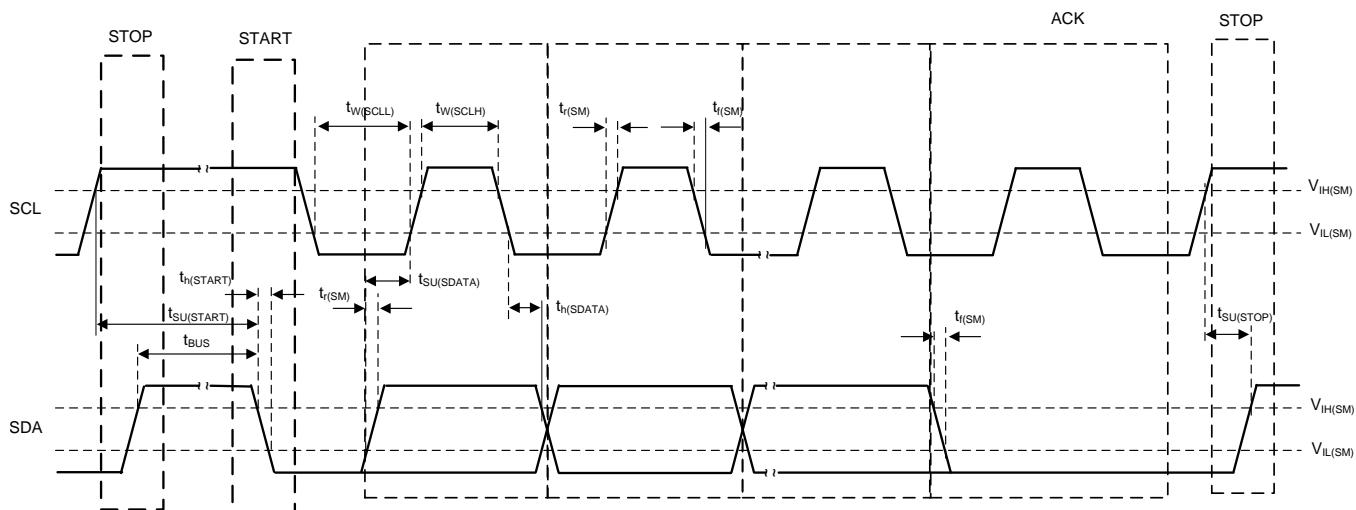 ACK
STOP START STOP
tW(SCLL) tW(SCLH) tr(SM) tf(SM)
VIH(SM)
SCL
VIL(SM)
th(START) tr(SM) tSU(SDATA)
th(SDATA)
tSU(START) tf(SM) tSU(STOP)
tBUS
VIH(SM)
SDA
VIL(SM)